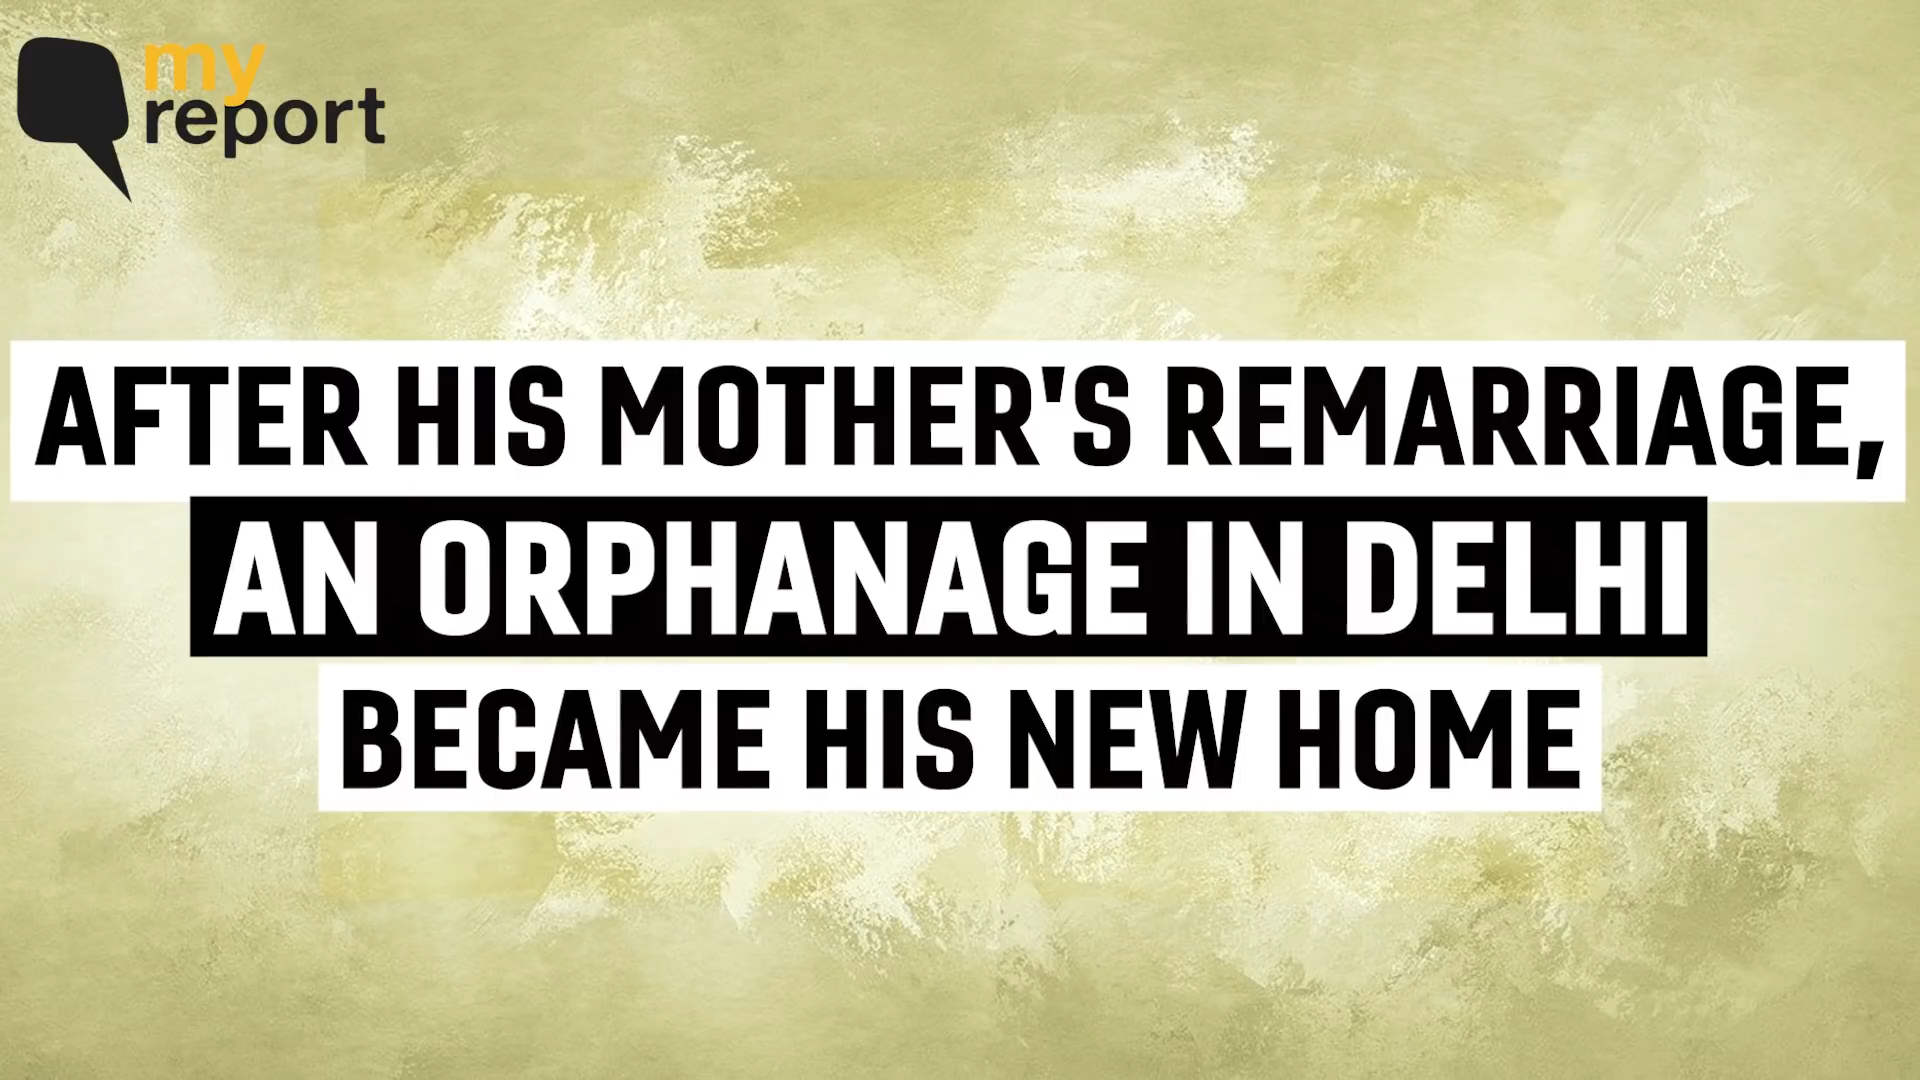 my
report
AFTER HIS MOTHER'S REMARRIAGE,
AN ORPHANAGE IN DELHI
BECAME HIS NEW HOME